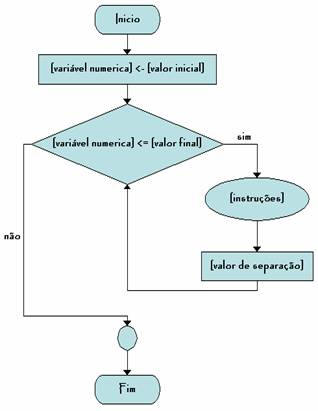 Inicio
[variável numerica] <- [valor inicial]
[variável numerica] <= [valor final]
sim
[instruções]
não
[valor de separação]
Fim